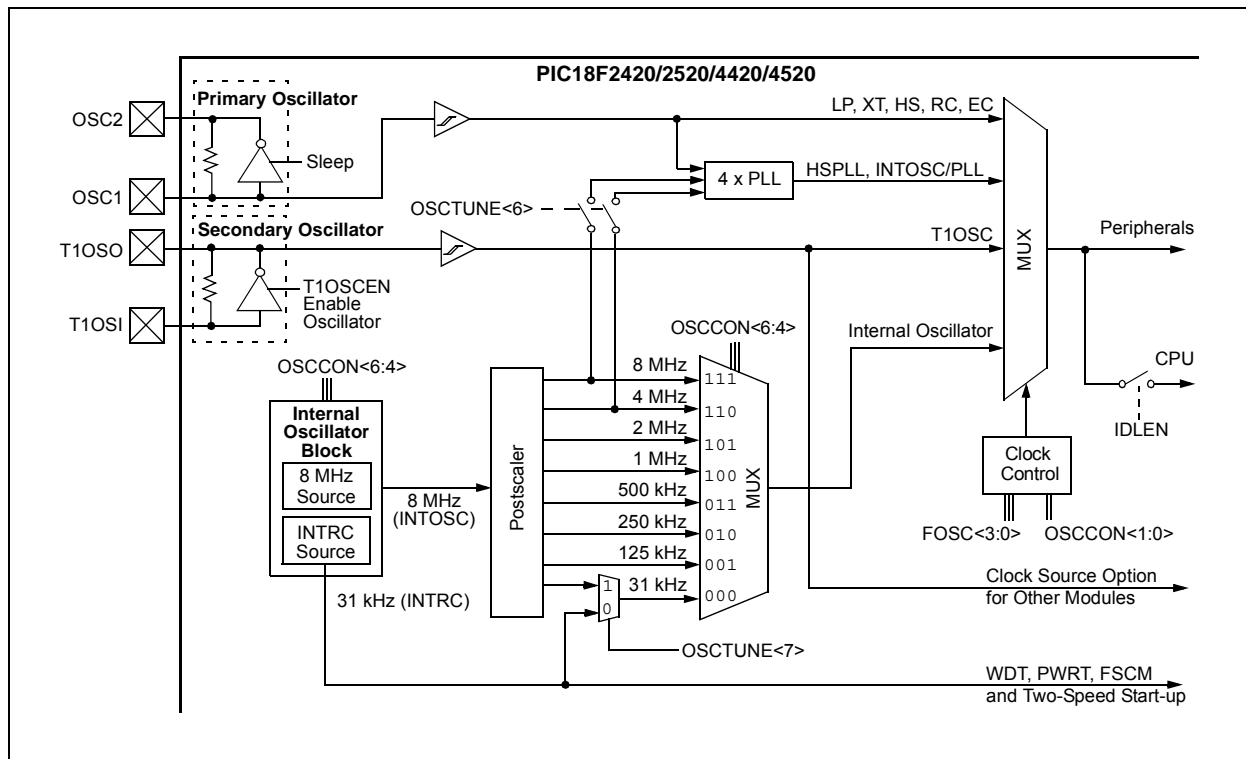 PIC18F2420/2520/4420/4520
Primary Oscillator
OSC2
Sleep
OSC1
LP, XT, HS, RC, EC
4 x PLL
HSPLL, INTOSC/PLL
OSCTUNE<6>
Secondary Oscillator
T1OSO
T1OSCEN
Enable
Oscillator
T1OSI
T1OSC
MUX
Peripherals
Internal Oscillator
CPU
IDLEN
Clock
Control
FOSC<3:0>
OSCCON<1:0>
OSCCON<6:4>
Internal
Oscillator
Block
8 MHz
Source
INTRC
Source
8 MHz
(INTOSC)
31 kHz (INTRC)
Postscaler
OSCCON<6:4>
8 MHz
111
4 MHz
110
2 MHz
101
1 MHz
100
500 kHz
011
250 kHz
010
125 kHz
001
1
0
31 kHz
000
MUX
OSCTUNE<7>
Clock Source Option
for Other Modules
WDT, PWRT, FSCM
and Two-Speed Start-up